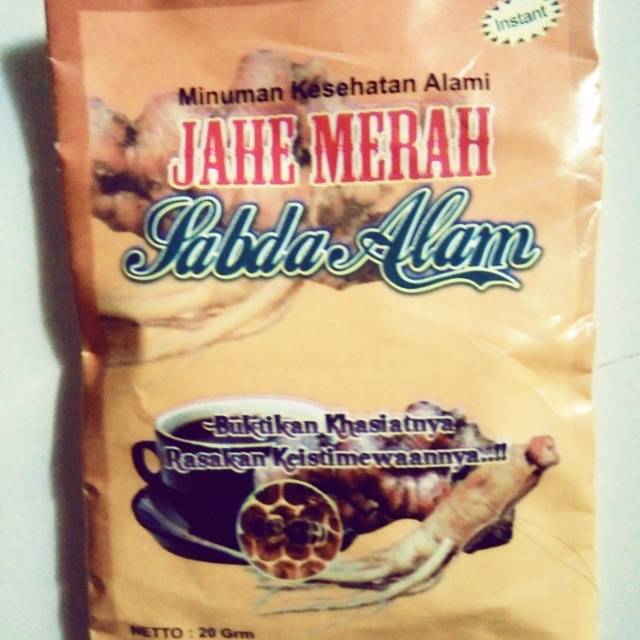 Instant
Minuman Kesehatan Alami
JAHE MERAH
Sabda Alam
Buktikan Khasiatnya
Rasakan Keistimewaannya..!!
NETTO : 20 Grm